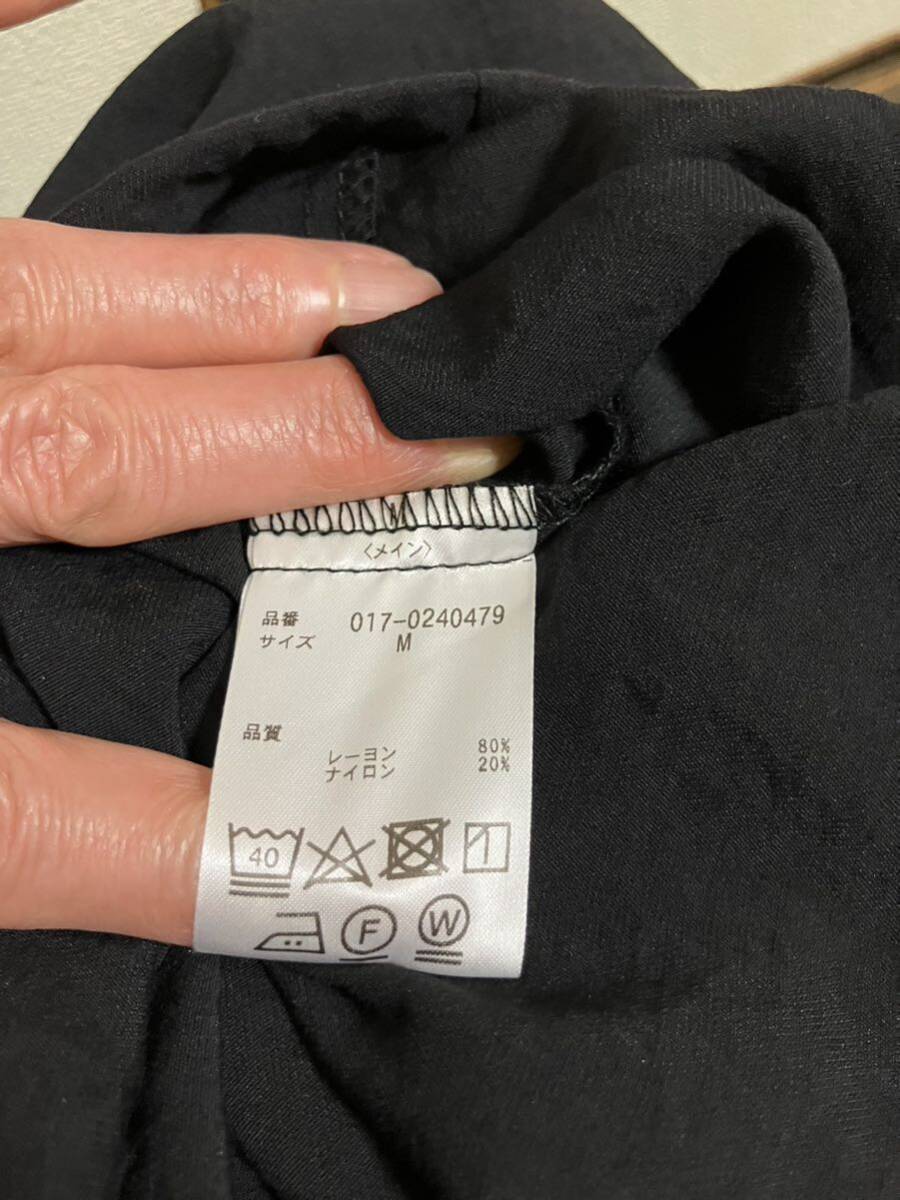 〈メイン〉
品番 017-0240479
サイズ M
品質
レーヨン 80%
ナイロン 20%
40
F W